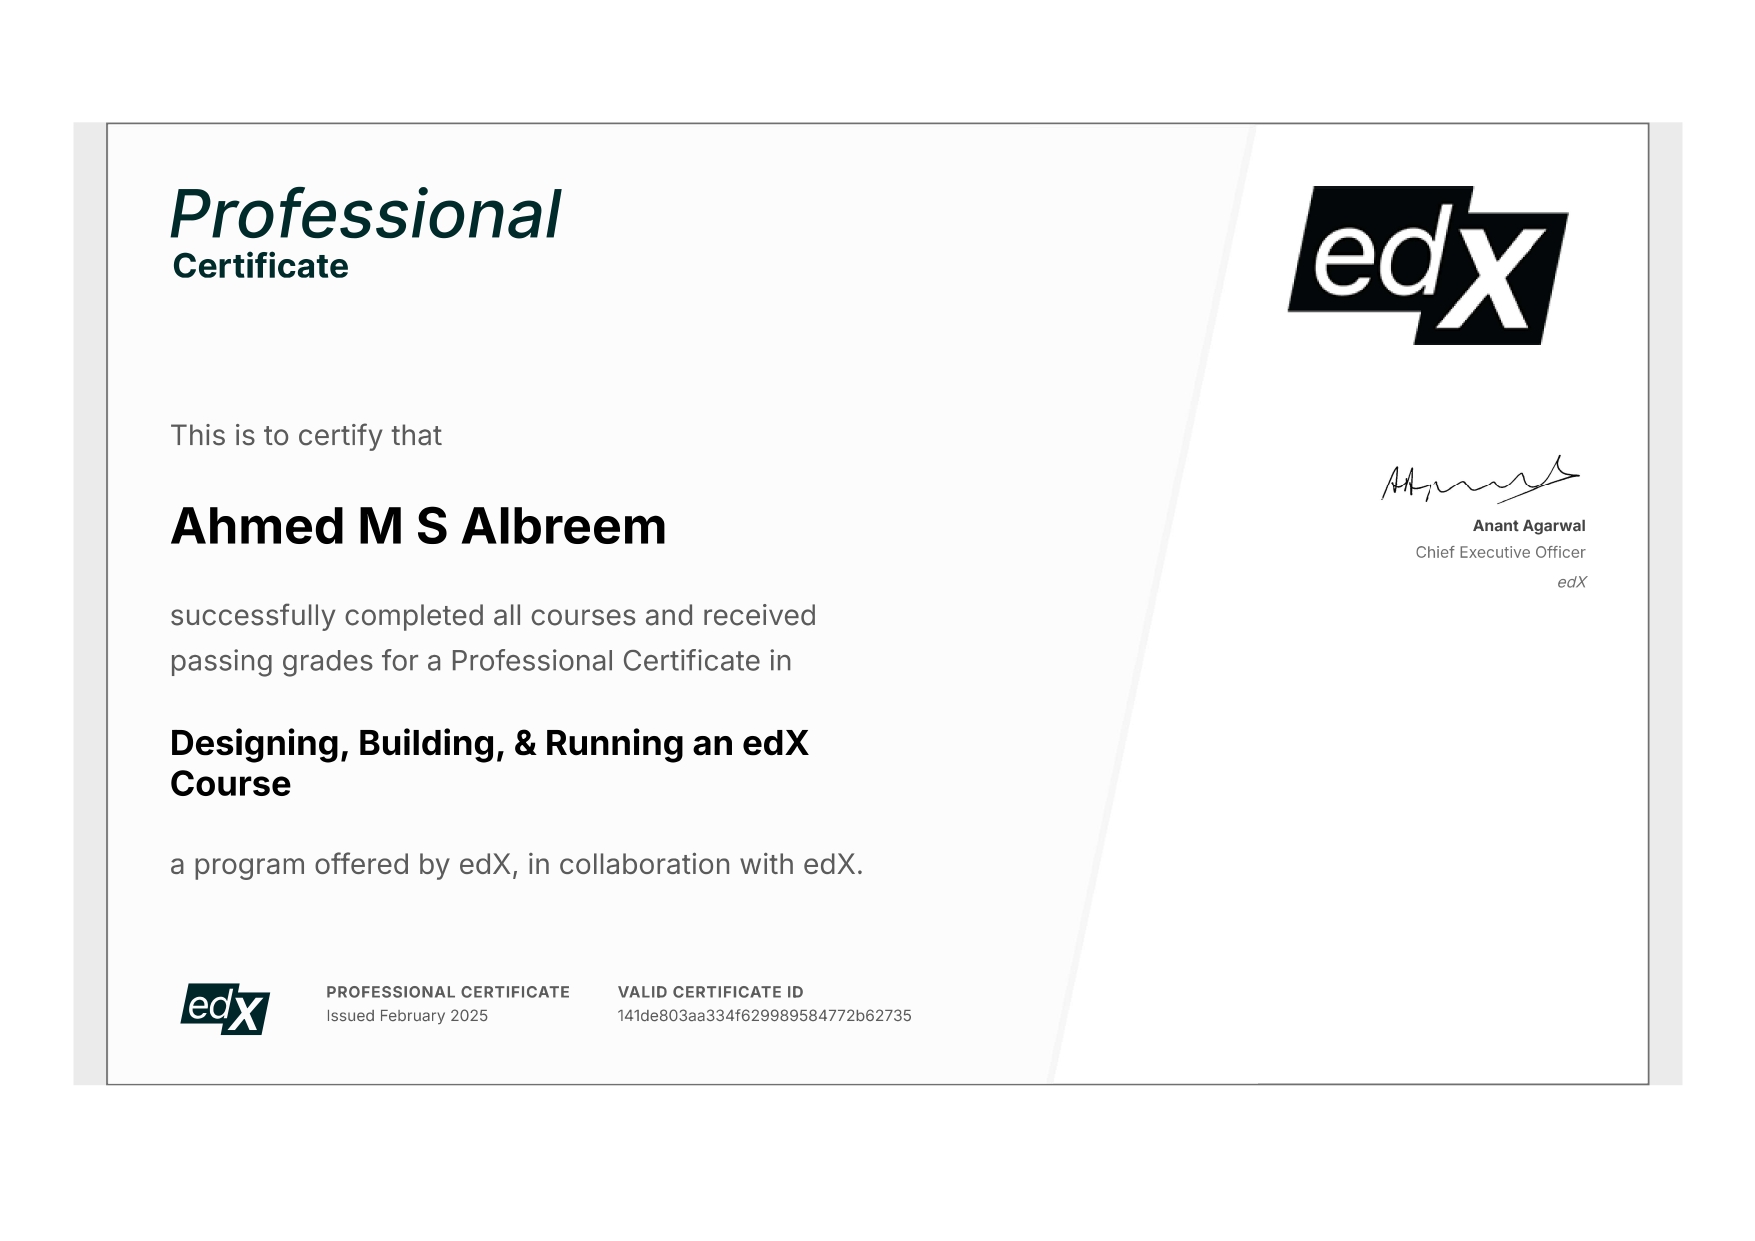 Professional
Certificate
edX
This is to certify that
Ahmed M S Albreem
successfully completed all courses and received
passing grades for a Professional Certificate in
Designing, Building, & Running an edX
Course
a program offered by edX, in collaboration with edX.
Anant Agarwal
Chief Executive Officer
edX
edX
PROFESSIONAL CERTIFICATE
Issued February 2025
VALID CERTIFICATE ID
141de803aa334f629989584772b62735